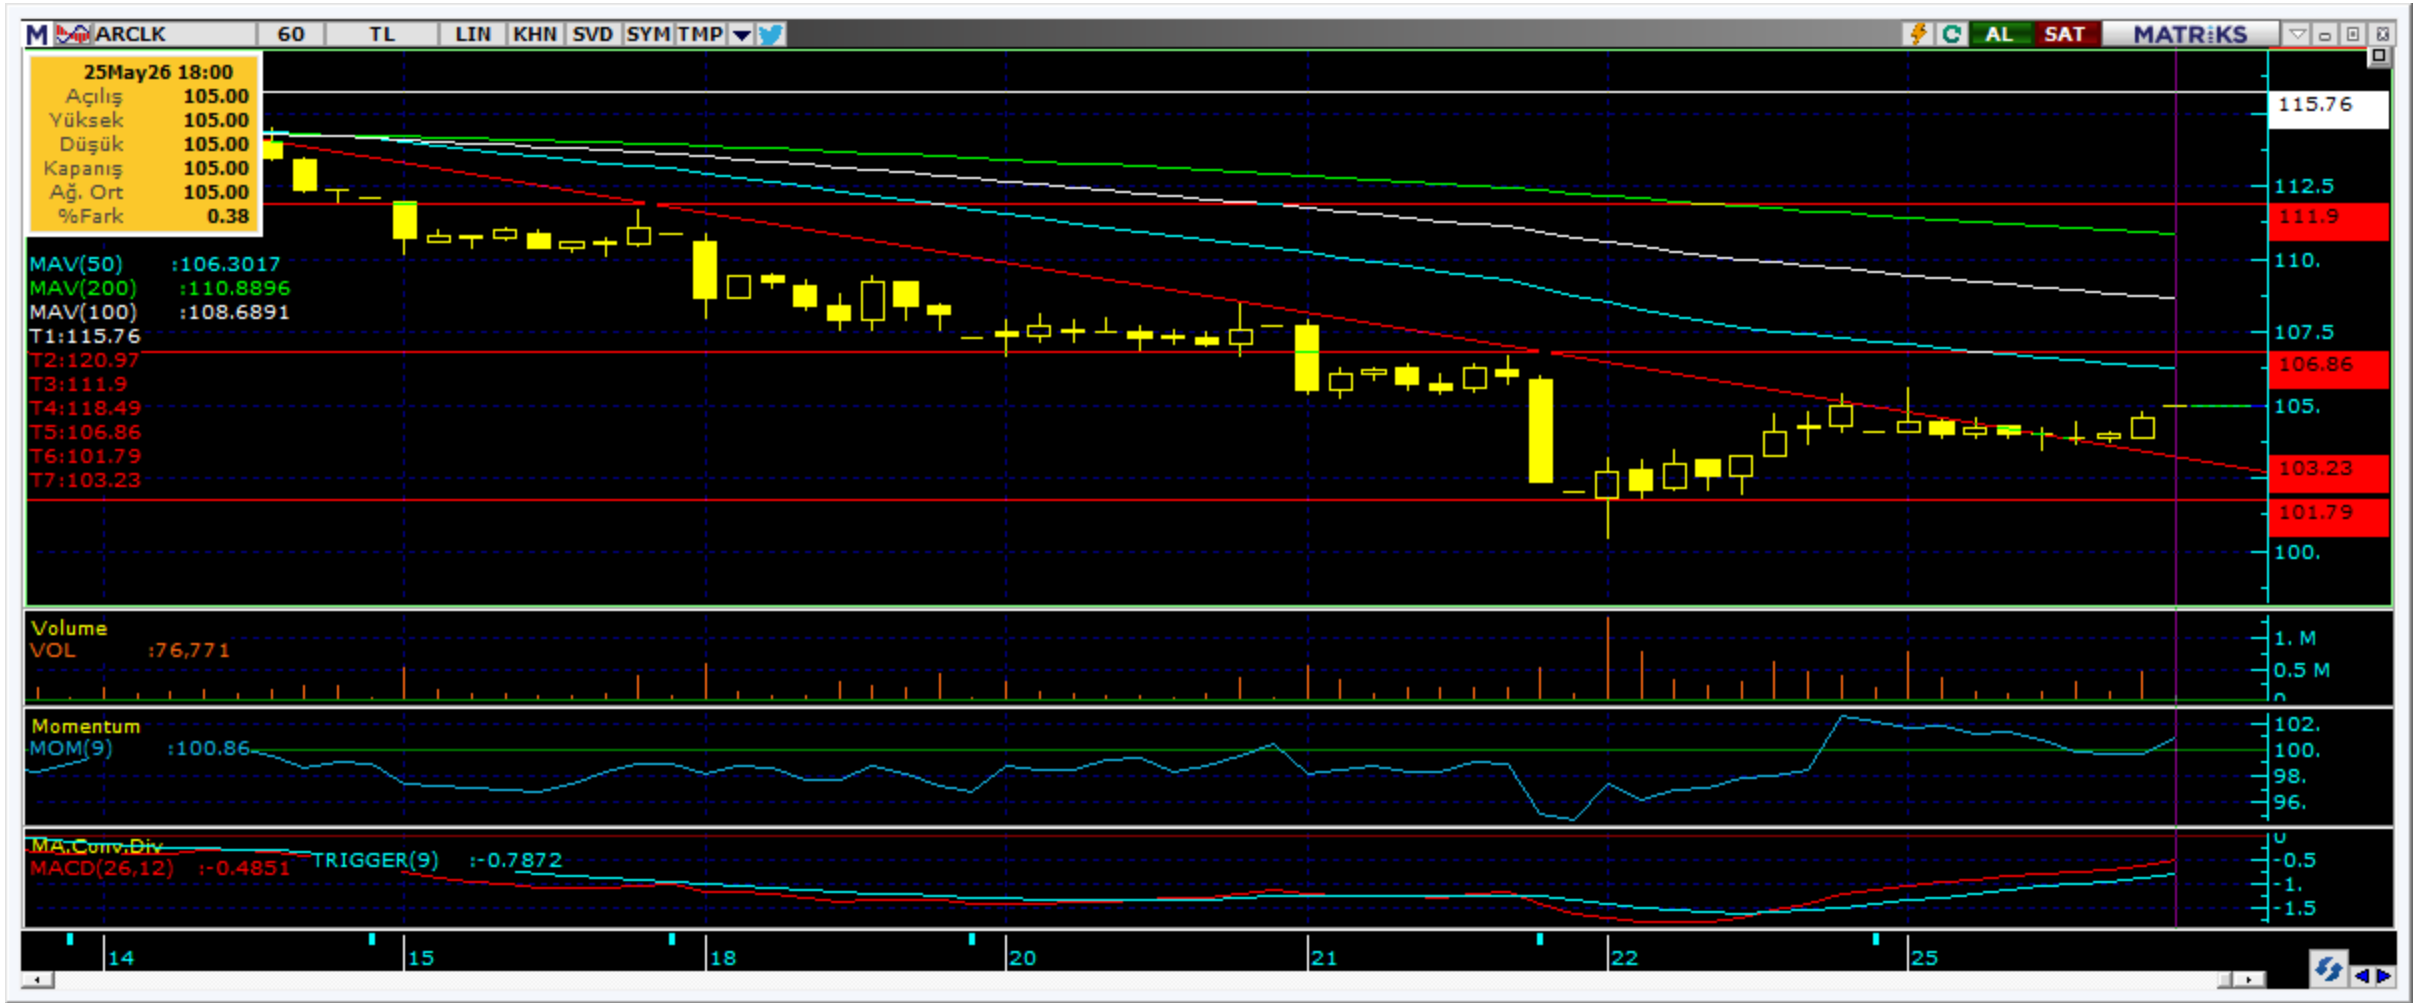 M ARCLK 60 TL LIN KHN SVD SYM TMP C AL SAT MATRiKS
25May26 18:00
Açılış 105.00
Yüksek 105.00
Düşük 105.00
Kapanış 105.00
Ağ. Ort 105.00
%Fark 0.38
MAV(50) :106.3017
MAV(200) :110.8896
MAV(100) :108.6891
T1:115.76
T2:120.97
T3:111.9
T4:118.49
T5:106.86
T6:101.79
T7:103.23
115.76
112.5
111.9
110.
107.5
106.86
105.
103.23
101.79
100.
Volume
VOL :76,771
1. M
0.5 M
0
Momentum
MOM(9) :100.86
102.
100.
98.
96.
MA.Conv.Div
MACD(26,12) :-0.4851 TRIGGER(9) :-0.7872
0
-0.5
-1.
-1.5
14 15 18 20 21 22 25